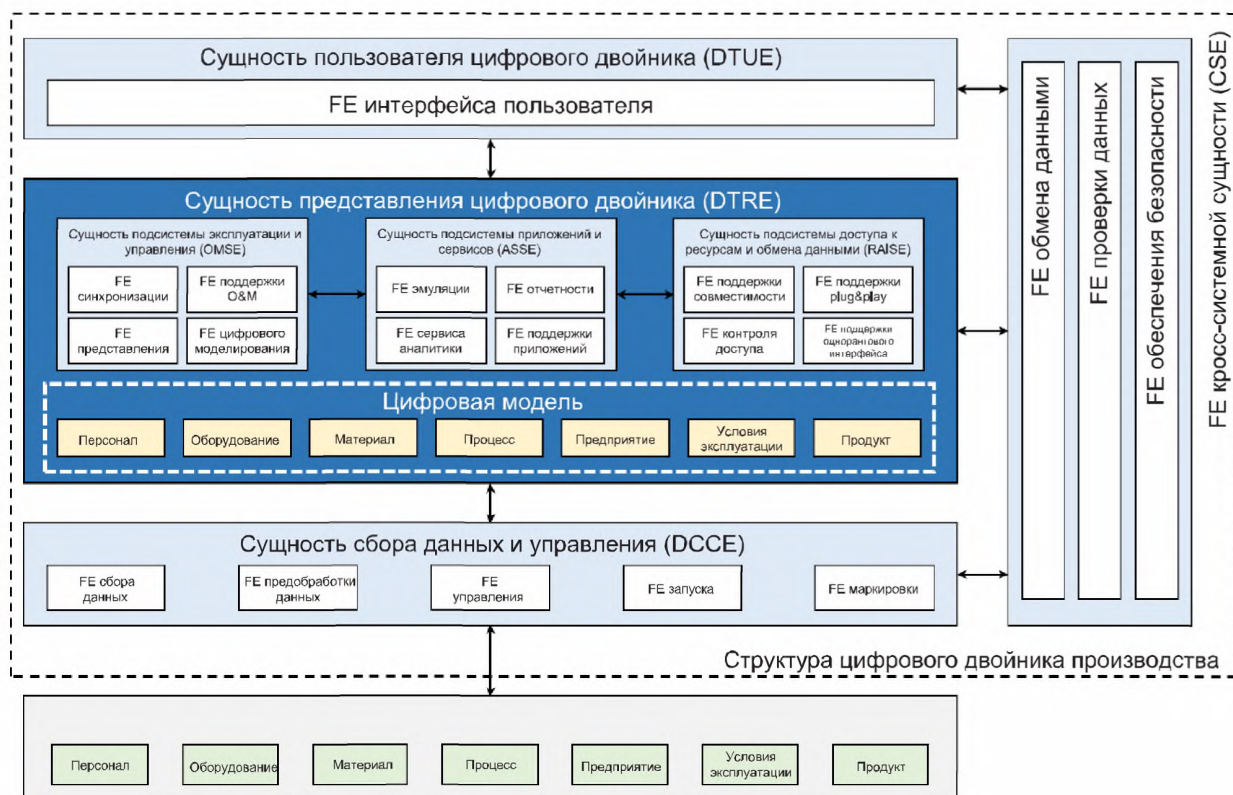 Сущность пользователя цифрового двойника (DTUE)
FE интерфейса пользователя
Сущность представления цифрового двойника (DTRE)
Сущность подсистемы эксплуатации и
управления (OMSE)
FE
синхронизации
FE поддержки
O&M
FE
представления
FE цифрового
моделирования
Сущность подсистемы приложений и
сервисов (ASSE)
FE эмуляции
FE отчетности
FE сервиса
аналитики
FE поддержки
приложений
Сущность подсистемы доступа к
ресурсам и обмена данными (RAISE)
FE поддержки
совместимости
FE поддержки
plug&play
FE контроля
доступа
FE поддержки
однорангового
интерфейса
Цифровая модель
Персонал
Оборудование
Материал
Процесс
Предприятие
Условия
эксплуатации
Продукт
Сущность сбора данных и управления (DCCE)
FE сбора
данных
FE предобработки
данных
FE
управления
FE запуска
FE маркировки
FE обмена данными
FE проверки данных
FE обеспечения безопасности
FE кросс-системной сущности (CSE)
Структура цифрового двойника производства
Персонал
Оборудование
Материал
Процесс
Предприятие
Условия
эксплуатации
Продукт